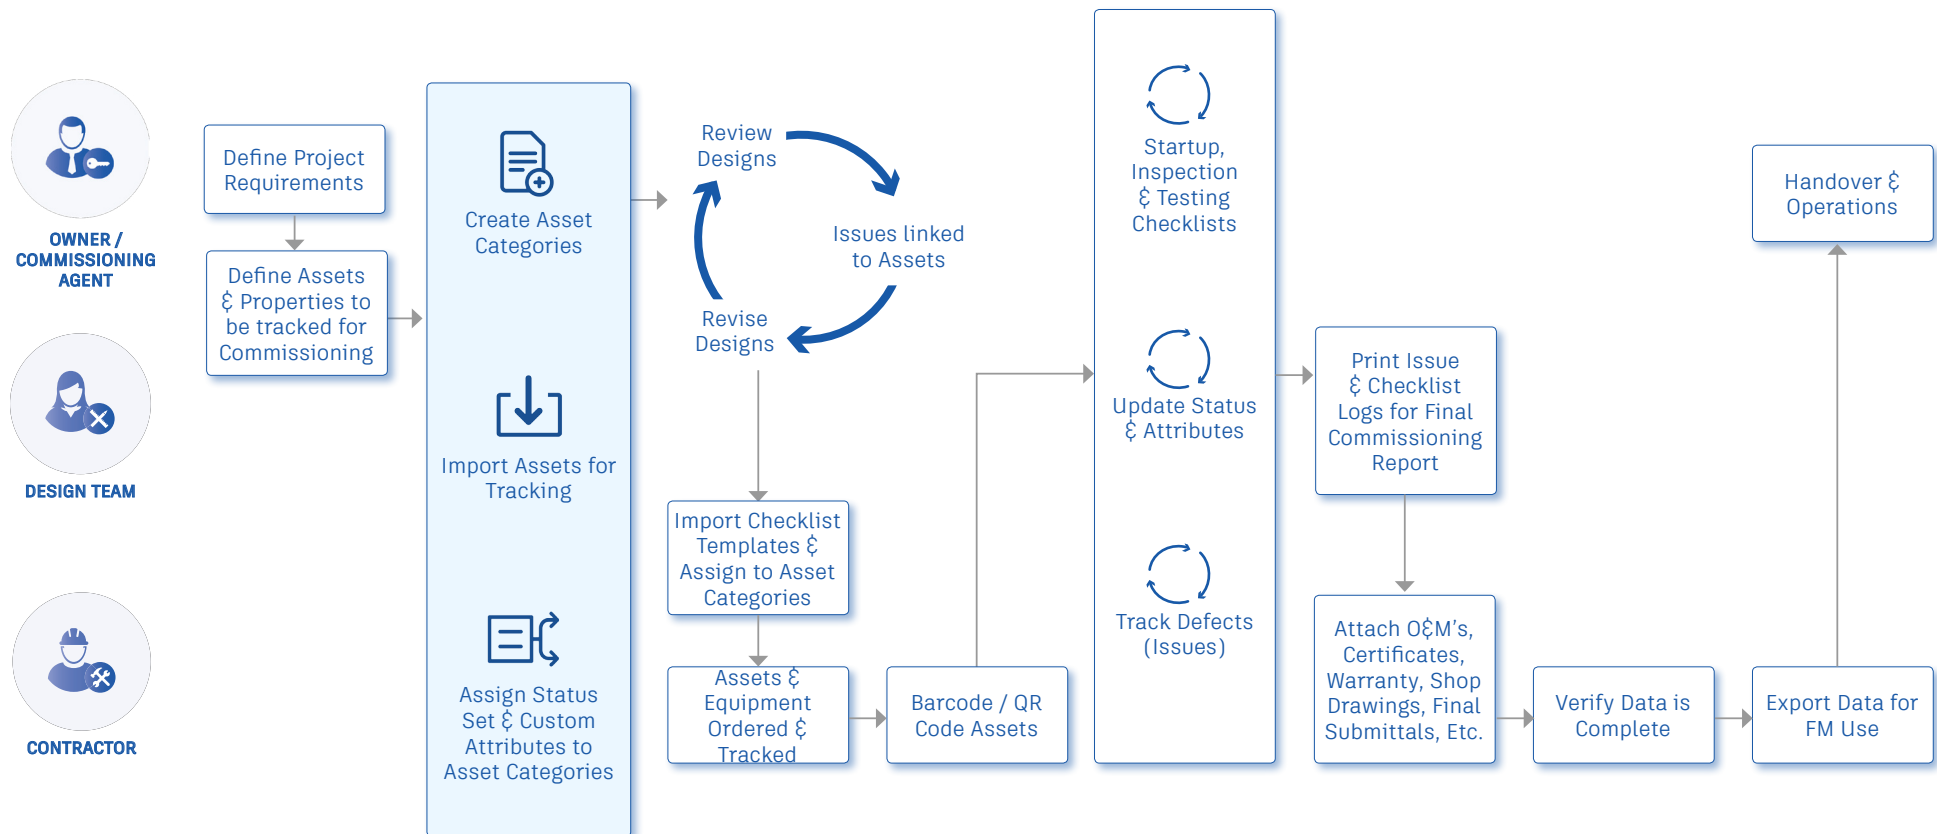 OWNER /
COMMISSIONING
AGENT
DESIGN TEAM
CONTRACTOR
Define Project
Requirements
Define Assets
& Properties to
be tracked for
Commissioning
Create Asset
Categories
Import Assets for
Tracking
Assign Status
Set & Custom
Attributes to
Asset Categories
Review
Designs
Issues linked
to Assets
Revise
Designs
Import Checklist
Templates &
Assign to Asset
Categories
Assets &
Equipment
Ordered &
Tracked
Barcode / QR
Code Assets
Startup,
Inspection
& Testing
Checklists
Update Status
& Attributes
Track Defects
(Issues)
Print Issue
& Checklist
Logs for Final
Commissioning
Report
Attach O&M's,
Certificates,
Warranty, Shop
Drawings, Final
Submittals, Etc.
Verify Data is
Complete
Export Data for
FM Use
Handover &
Operations